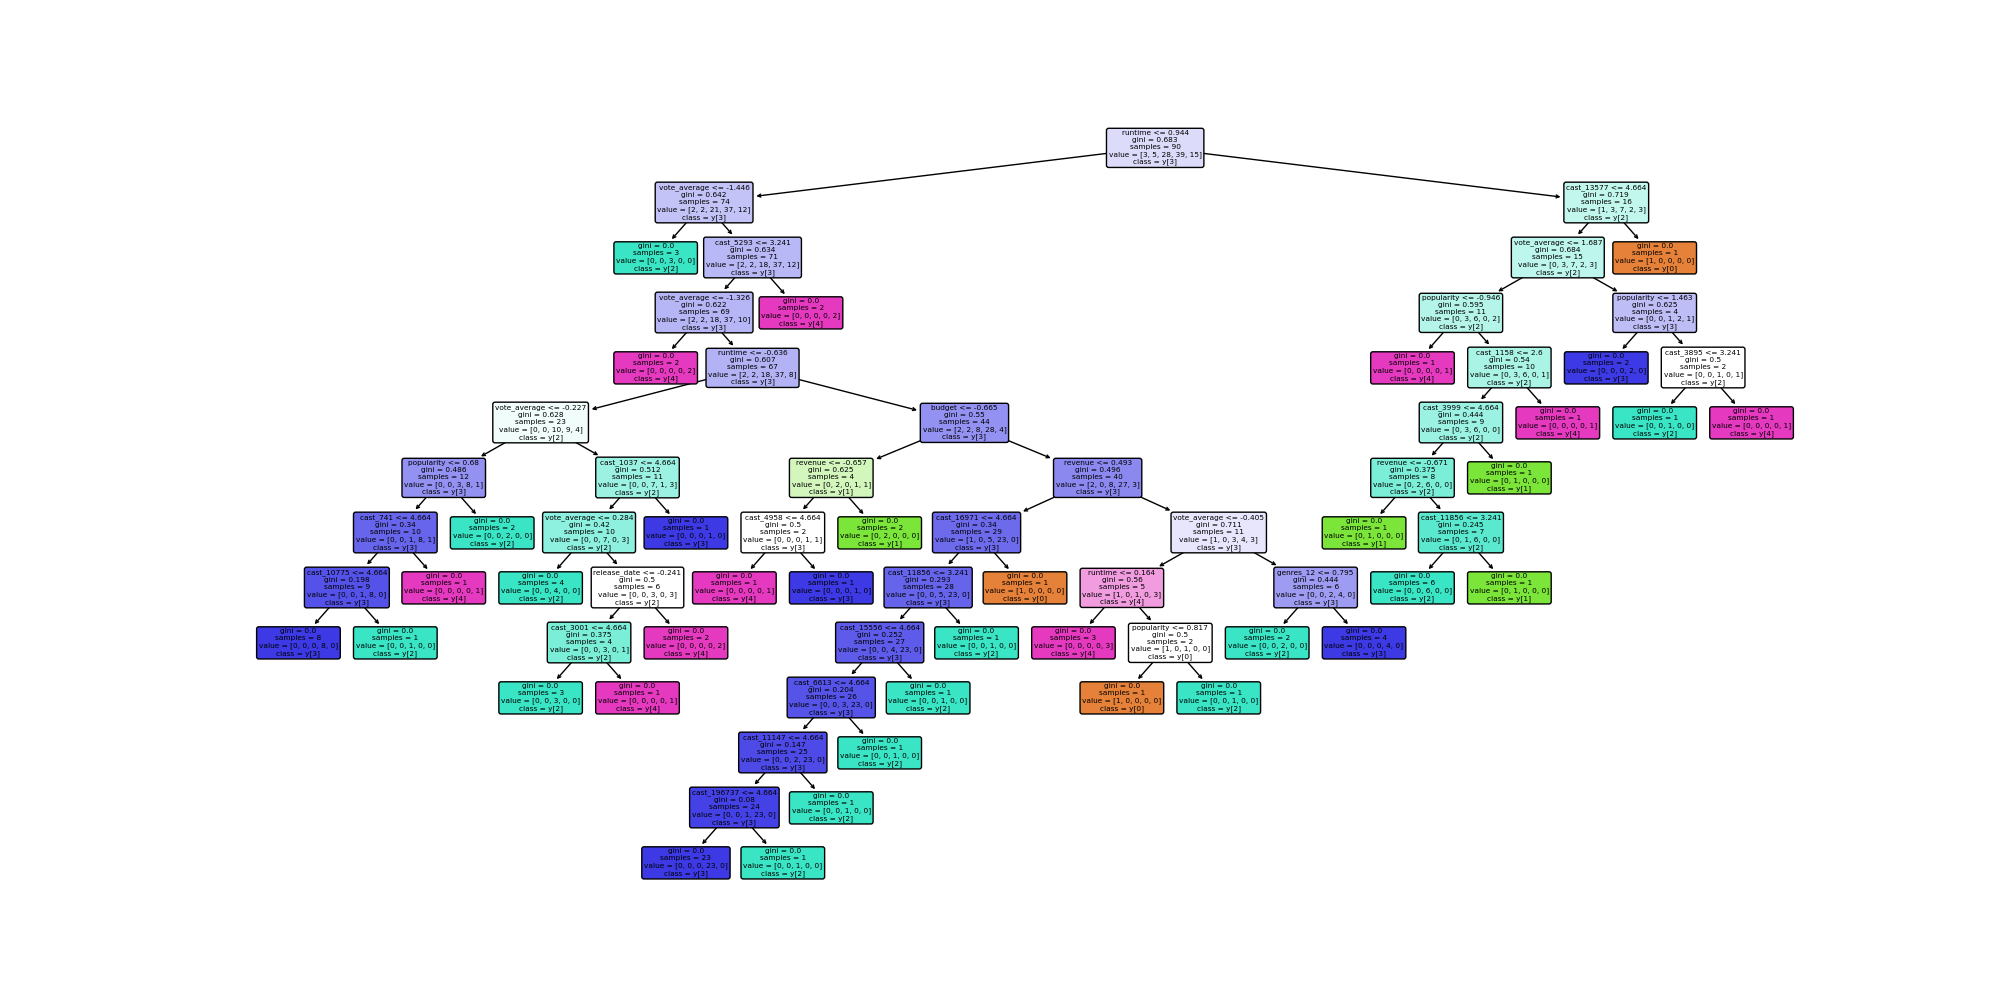 runtime <= 0.944
gini = 0.683
samples = 90
value = [3, 5, 28, 39, 15]
class = y[3]
vote_average <= -1.446
gini = 0.642
samples = 74
value = [2, 2, 21, 37, 12]
class = y[3]
cast_13577 <= 4.664
gini = 0.719
samples = 16
value = [1, 3, 7, 2, 3]
class = y[2]
gini = 0.0
samples = 3
value = [0, 0, 3, 0, 0]
class = y[2]
cast_5293 <= 3.241
gini = 0.634
samples = 71
value = [2, 2, 18, 37, 12]
class = y[3]
vote_average <= 1.687
gini = 0.684
samples = 15
value = [0, 3, 7, 2, 3]
class = y[2]
gini = 0.0
samples = 1
value = [1, 0, 0, 0, 0]
class = y[0]
vote_average <= -1.326
gini = 0.622
samples = 69
value = [2, 2, 18, 37, 10]
class = y[3]
gini = 0.0
samples = 2
value = [0, 0, 0, 0, 2]
class = y[4]
popularity <= -0.946
gini = 0.595
samples = 11
value = [0, 3, 6, 0, 2]
class = y[2]
popularity <= 1.463
gini = 0.625
samples = 4
value = [0, 0, 1, 2, 1]
class = y[3]
gini = 0.0
samples = 2
value = [0, 0, 0, 0, 2]
class = y[4]
runtime <= -0.636
gini = 0.607
samples = 67
value = [2, 2, 18, 37, 8]
class = y[3]
gini = 0.0
samples = 1
value = [0, 0, 0, 0, 1]
class = y[4]
cast_1158 <= 2.6
gini = 0.54
samples = 10
value = [0, 3, 6, 0, 1]
class = y[2]
gini = 0.0
samples = 2
value = [0, 0, 0, 2, 0]
class = y[3]
cast_3895 <= 3.241
gini = 0.5
samples = 2
value = [0, 0, 1, 0, 1]
class = y[2]
vote_average <= -0.227
gini = 0.628
samples = 23
value = [0, 0, 10, 9, 4]
class = y[2]
budget <= -0.665
gini = 0.55
samples = 44
value = [2, 2, 8, 28, 4]
class = y[3]
cast_3999 <= 4.664
gini = 0.444
samples = 9
value = [0, 3, 6, 0, 0]
class = y[2]
gini = 0.0
samples = 1
value = [0, 0, 0, 0, 1]
class = y[4]
gini = 0.0
samples = 1
value = [0, 0, 1, 0, 0]
class = y[2]
gini = 0.0
samples = 1
value = [0, 0, 0, 0, 1]
class = y[4]
popularity <= 0.68
gini = 0.486
samples = 12
value = [0, 0, 3, 8, 1]
class = y[3]
cast_1037 <= 4.664
gini = 0.512
samples = 11
value = [0, 0, 7, 1, 3]
class = y[2]
revenue <= -0.657
gini = 0.625
samples = 4
value = [0, 2, 0, 1, 1]
class = y[1]
revenue <= 0.493
gini = 0.496
samples = 40
value = [2, 0, 8, 27, 3]
class = y[3]
revenue <= -0.671
gini = 0.375
samples = 8
value = [0, 2, 6, 0, 0]
class = y[2]
gini = 0.0
samples = 1
value = [0, 1, 0, 0, 0]
class = y[1]
cast_741 <= 4.664
gini = 0.34
samples = 10
value = [0, 0, 1, 8, 1]
class = y[3]
gini = 0.0
samples = 2
value = [0, 0, 2, 0, 0]
class = y[2]
vote_average <= 0.284
gini = 0.42
samples = 10
value = [0, 0, 7, 0, 3]
class = y[2]
gini = 0.0
samples = 1
value = [0, 0, 0, 1, 0]
class = y[3]
cast_4958 <= 4.664
gini = 0.5
samples = 2
value = [0, 0, 0, 1, 1]
class = y[3]
gini = 0.0
samples = 2
value = [0, 2, 0, 0, 0]
class = y[1]
cast_16971 <= 4.664
gini = 0.34
samples = 29
value = [1, 0, 5, 23, 0]
class = y[3]
vote_average <= -0.405
gini = 0.711
samples = 11
value = [1, 0, 3, 4, 3]
class = y[3]
gini = 0.0
samples = 1
value = [0, 1, 0, 0, 0]
class = y[1]
cast_11856 <= 3.241
gini = 0.245
samples = 7
value = [0, 1, 6, 0, 0]
class = y[2]
cast_10775 <= 4.664
gini = 0.198
samples = 9
value = [0, 0, 1, 8, 0]
class = y[3]
gini = 0.0
samples = 1
value = [0, 0, 0, 0, 1]
class = y[4]
gini = 0.0
samples = 4
value = [0, 0, 4, 0, 0]
class = y[2]
release_date <= -0.241
gini = 0.5
samples = 6
value = [0, 0, 3, 0, 3]
class = y[2]
gini = 0.0
samples = 1
value = [0, 0, 0, 0, 1]
class = y[4]
gini = 0.0
samples = 1
value = [0, 0, 0, 1, 0]
class = y[3]
cast_11856 <= 3.241
gini = 0.293
samples = 28
value = [0, 0, 5, 23, 0]
class = y[3]
gini = 0.0
samples = 1
value = [1, 0, 0, 0, 0]
class = y[0]
runtime <= 0.164
gini = 0.56
samples = 5
value = [1, 0, 1, 0, 3]
class = y[4]
genres_12 <= 0.795
gini = 0.444
samples = 6
value = [0, 0, 2, 4, 0]
class = y[3]
gini = 0.0
samples = 6
value = [0, 0, 6, 0, 0]
class = y[2]
gini = 0.0
samples = 1
value = [0, 1, 0, 0, 0]
class = y[1]
gini = 0.0
samples = 8
value = [0, 0, 0, 8, 0]
class = y[3]
gini = 0.0
samples = 1
value = [0, 0, 1, 0, 0]
class = y[2]
cast_3001 <= 4.664
gini = 0.375
samples = 4
value = [0, 0, 3, 0, 1]
class = y[2]
gini = 0.0
samples = 2
value = [0, 0, 0, 0, 2]
class = y[4]
cast_15556 <= 4.664
gini = 0.252
samples = 27
value = [0, 0, 4, 23, 0]
class = y[3]
gini = 0.0
samples = 1
value = [0, 0, 1, 0, 0]
class = y[2]
gini = 0.0
samples = 3
value = [0, 0, 0, 0, 3]
class = y[4]
popularity <= 0.817
gini = 0.5
samples = 2
value = [1, 0, 1, 0, 0]
class = y[0]
gini = 0.0
samples = 2
value = [0, 0, 2, 0, 0]
class = y[2]
gini = 0.0
samples = 4
value = [0, 0, 0, 4, 0]
class = y[3]
gini = 0.0
samples = 3
value = [0, 0, 3, 0, 0]
class = y[2]
gini = 0.0
samples = 1
value = [0, 0, 0, 0, 1]
class = y[4]
cast_6613 <= 4.664
gini = 0.204
samples = 26
value = [0, 0, 3, 23, 0]
class = y[3]
gini = 0.0
samples = 1
value = [0, 0, 1, 0, 0]
class = y[2]
gini = 0.0
samples = 1
value = [1, 0, 0, 0, 0]
class = y[0]
gini = 0.0
samples = 1
value = [0, 0, 1, 0, 0]
class = y[2]
cast_11147 <= 4.664
gini = 0.147
samples = 25
value = [0, 0, 2, 23, 0]
class = y[3]
gini = 0.0
samples = 1
value = [0, 0, 1, 0, 0]
class = y[2]
cast_196737 <= 4.664
gini = 0.08
samples = 24
value = [0, 0, 1, 23, 0]
class = y[3]
gini = 0.0
samples = 1
value = [0, 0, 1, 0, 0]
class = y[2]
gini = 0.0
samples = 23
value = [0, 0, 0, 23, 0]
class = y[3]
gini = 0.0
samples = 1
value = [0, 0, 1, 0, 0]
class = y[2]